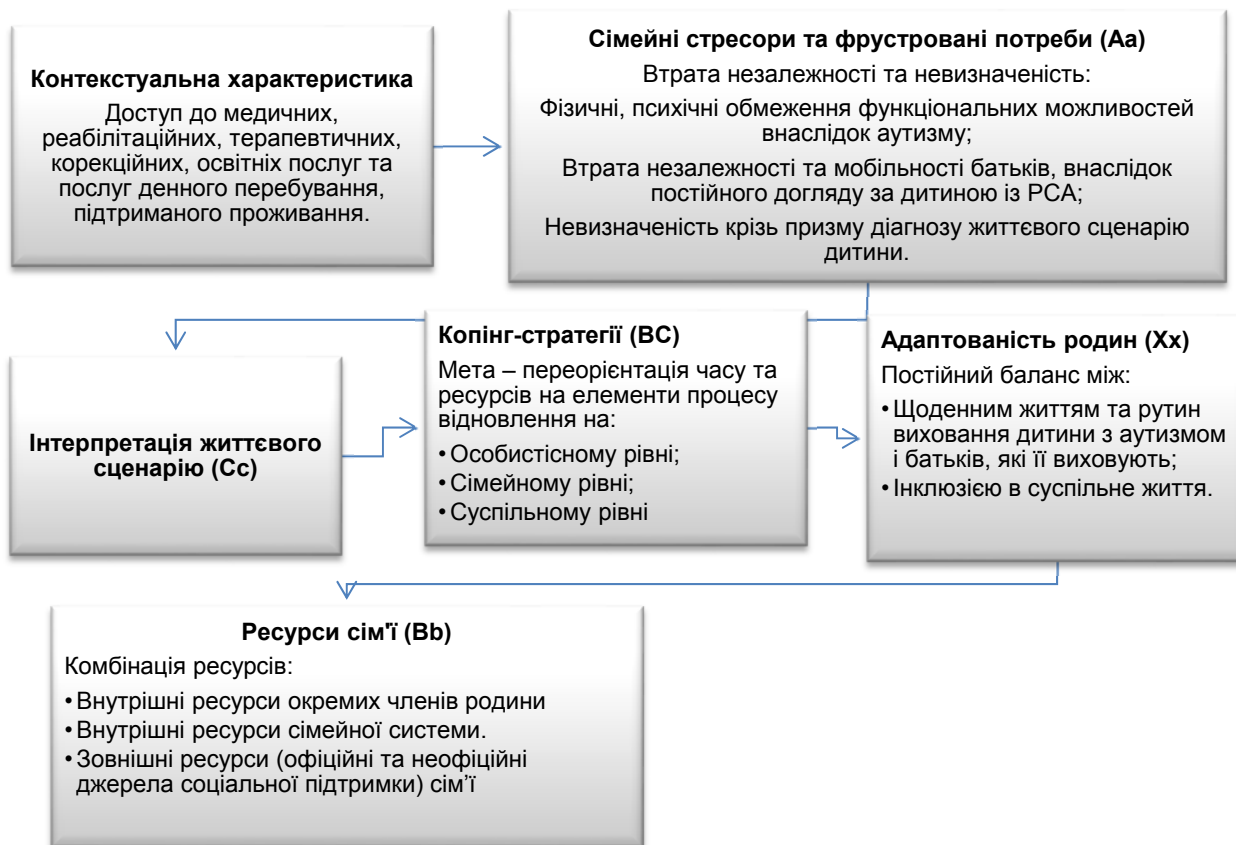 Контекстуальна характеристика
Доступ до медичних,
реабілітаційних, терапевтичних,
корекційних, освітніх послуг та
послуг денного перебування,
підтриманого проживання.
Сімейні стресори та фрустровані потреби (Аа)
Втрата незалежності та невизначеність:
Фізичні, психічні обмеження функціональних можливостей
внаслідок аутизму;
Втрата незалежності та мобільності батьків, внаслідок
постійного догляду за дитиною із РСА;
Невизначеність крізь призму діагнозу життєвого сценарію
дитини.
Інтерпретація життєвого
сценарію (Сс)
Копінг-стратегії (ВС)
Мета – переорієнтація часу та
ресурсів на елементи процесу
відновлення на:
• Особистісному рівні;
• Сімейному рівні;
• Суспільному рівні
Адаптованість родин (Хх)
Постійний баланс між:
• Щоденним життям та рутин
виховання дитини з аутизмом
і батьків, які її виховують;
• Інклюзією в суспільне життя.
Ресурси сім'ї (Bb)
Комбінація ресурсів:
• Внутрішні ресурси окремих членів родини
• Внутрішні ресурси сімейної системи.
• Зовнішні ресурси (офіційні та неофіційні
джерела соціальної підтримки) сім’ї